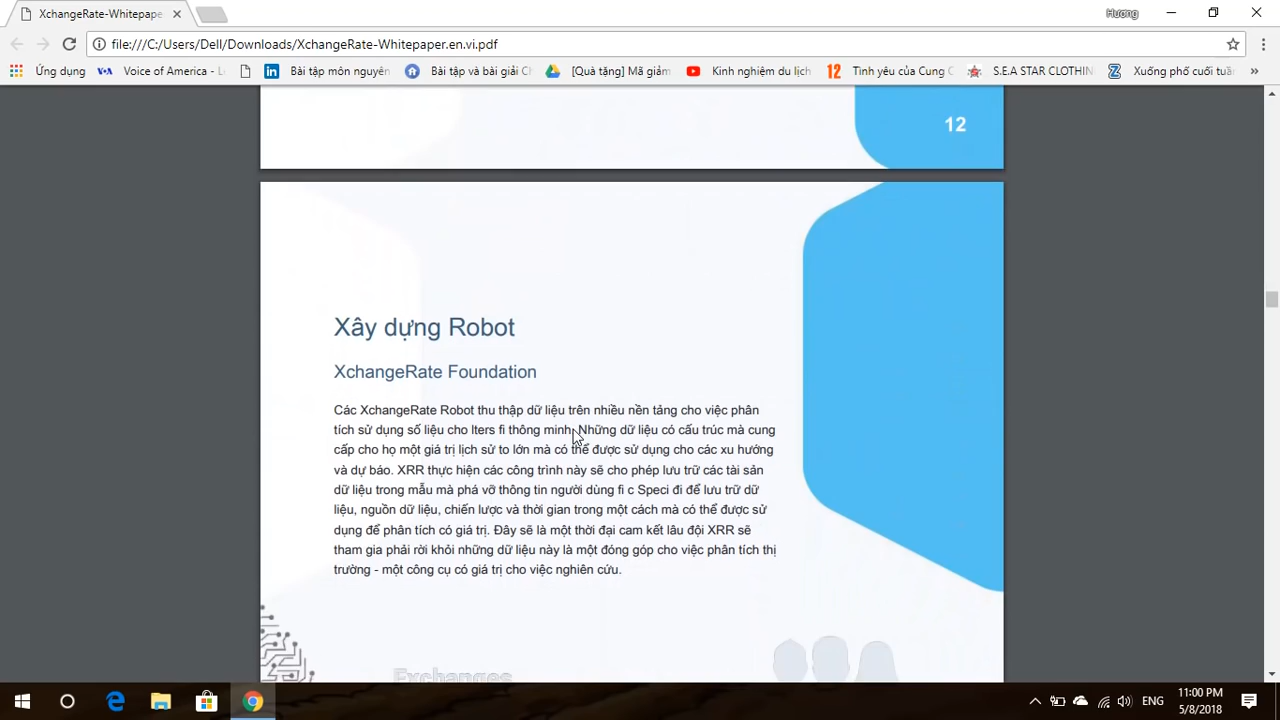 XchangeRate-Whitepape
Hương
file:///C:/Users/Dell/Downloads/XchangeRate-Whitepaper.en.vi.pdf
Ứng dụng
VOA
Voice of America - L
in
Bài tập môn nguyên
Bài tập và bài giải C
[Quà tặng] Mã giảm
Kinh nghiệm du lịch
12
Tình yêu của Cung
S.E.A STAR CLOTHIN
Z
Xuống phố cuối tuầ
»
12
Xây dựng Robot
XchangeRate Foundation
Các XchangeRate Robot thu thập dữ liệu trên nhiều nền tảng cho việc phân
tích sử dụng số liệu cho lters fi thông minh. Những dữ liệu có cấu trúc mà cung
cấp cho họ một giá trị lịch sử to lớn mà có thể được sử dụng cho các xu hướng
và dự báo. XRR thực hiện các công trình này sẽ cho phép lưu trữ các tài sản
dữ liệu trong mẫu mà phá vỡ thông tin người dùng fi c Speci đi để lưu trữ dữ
liệu, nguồn dữ liệu, chiến lược và thời gian trong một cách mà có thể được sử
dụng để phân tích có giá trị. Đây sẽ là một thời đại cam kết lâu đội XRR sẽ
tham gia phải rời khỏi những dữ liệu này là một đóng góp cho việc phân tích thị
trường - một công cụ có giá trị cho việc nghiên cứu.
Exchanges
ENG
11:00 PM
5/8/2018